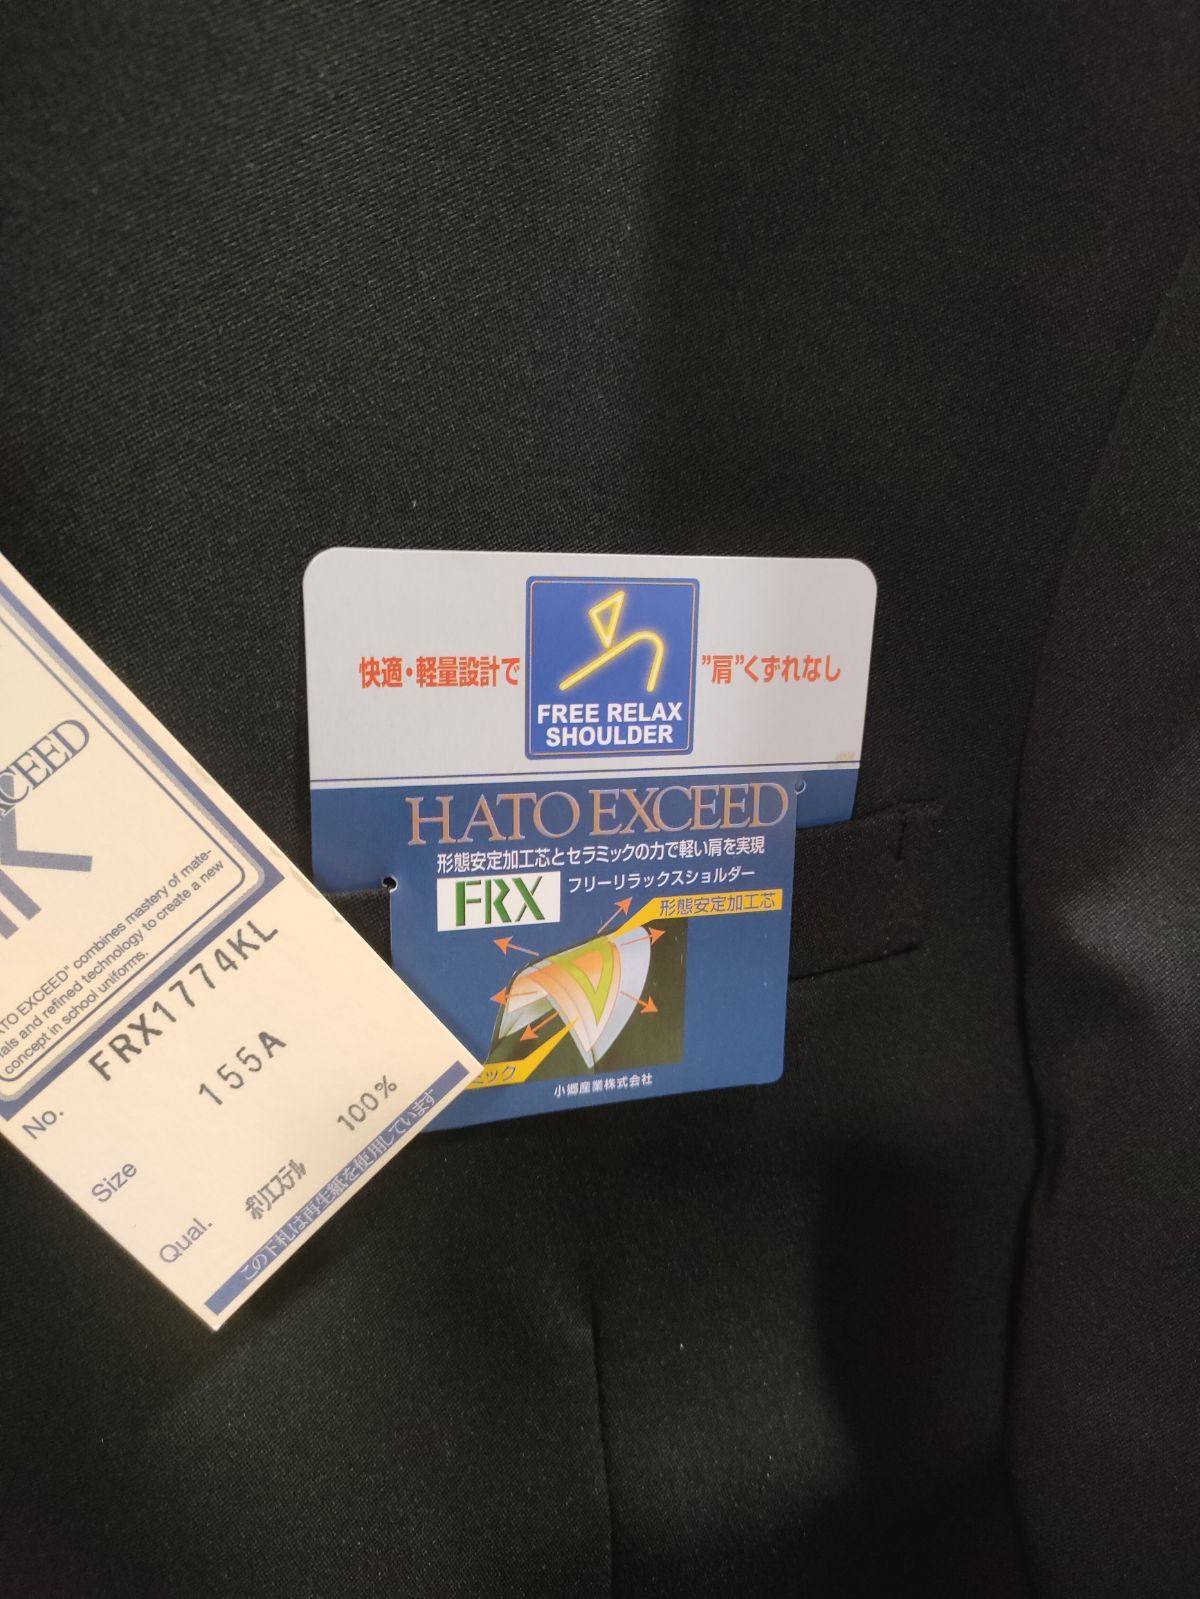 快適・軽量設計で
FREE RELAX
SHOULDER
”肩”くずれなし
HATO EXCEED
形態安定加工芯とセラミックの力で軽い肩を実現
FRX フリーリラックスショルダー
形態安定加工芯
ミック
小郷産業株式会社
XCEED
ATO EXCEED" combines mastery of mate-
ials and refined technology to create a new
concept in school uniforms.
No. FRX1774KL
Size 155A
Qual. ポリエステル 100%
この下札は再生紙を使用しています